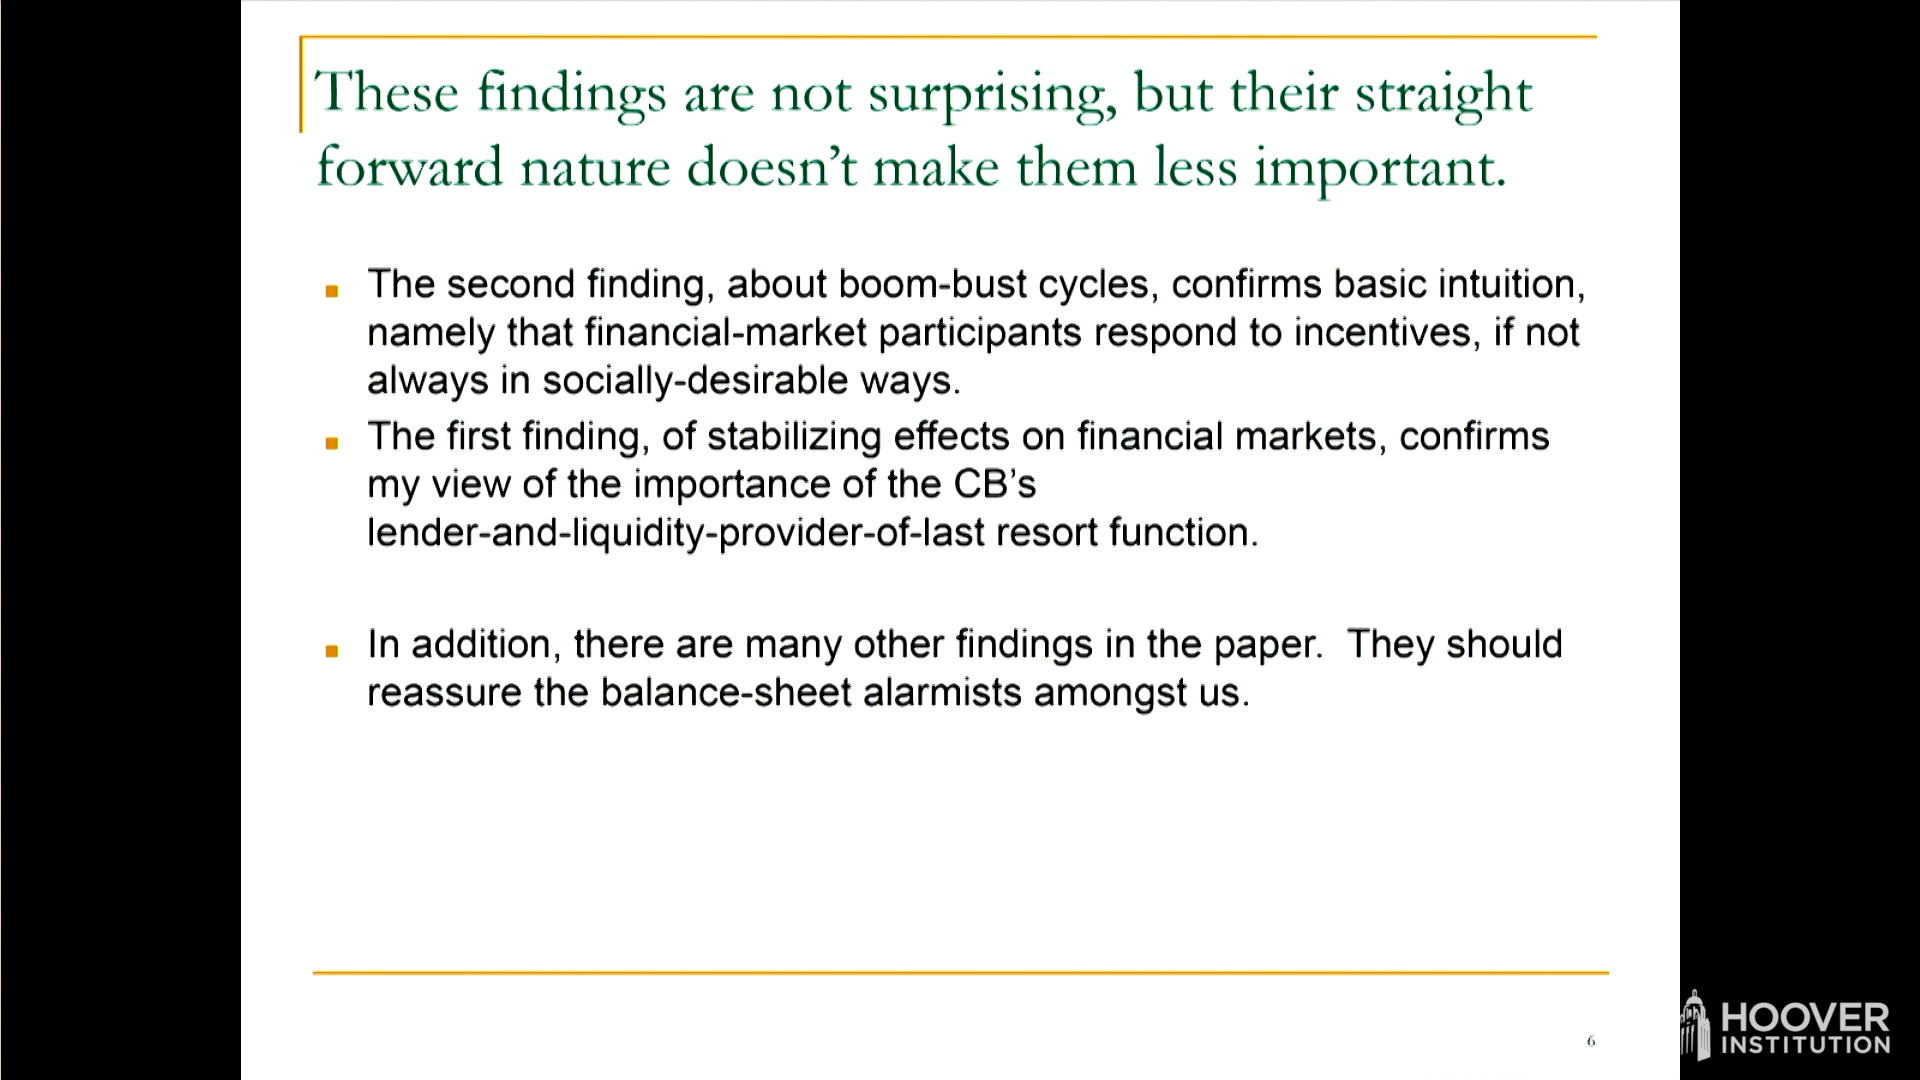 These findings are not surprising, but their straight
forward nature doesn’t make them less important.
The second finding, about boom-bust cycles, confirms basic intuition,
namely that financial-market participants respond to incentives, if not
always in socially-desirable ways.
The first finding, of stabilizing effects on financial markets, confirms
my view of the importance of the CB’s
lender-and-liquidity-provider-of-last resort function.
In addition, there are many other findings in the paper.  They should
reassure the balance-sheet alarmists amongst us.
6
HOOVER
INSTITUTION